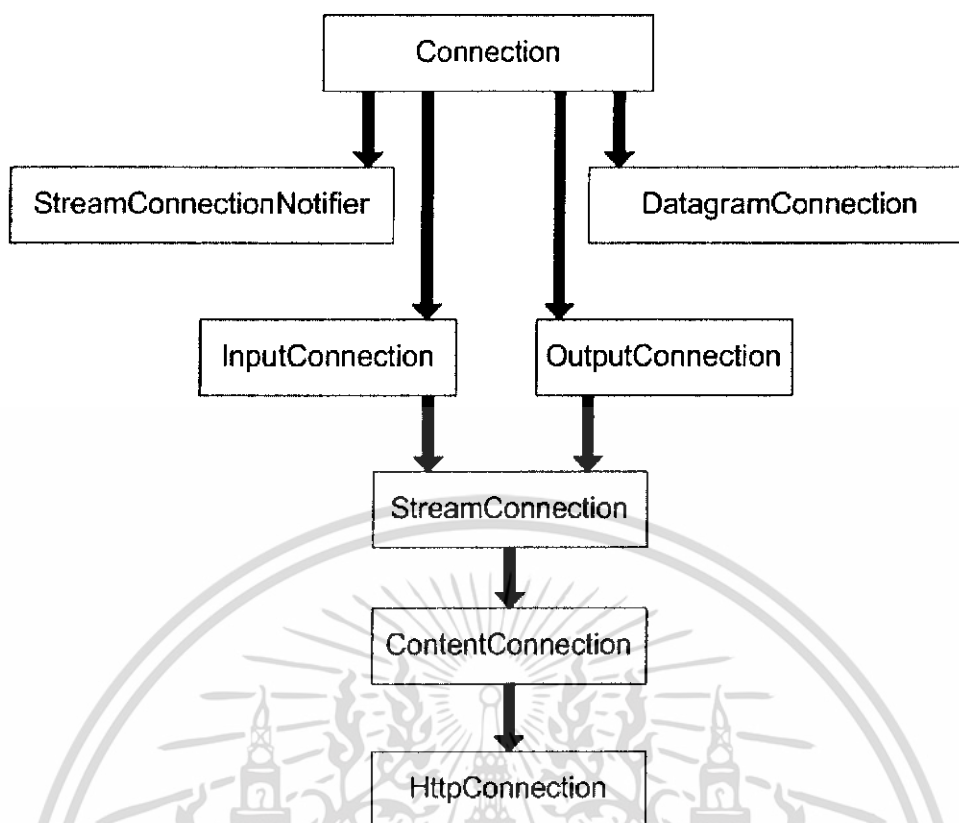 Connection
StreamConnectionNotifier
DatagramConnection
InputConnection
OutputConnection
StreamConnection
ContentConnection
HttpConnection